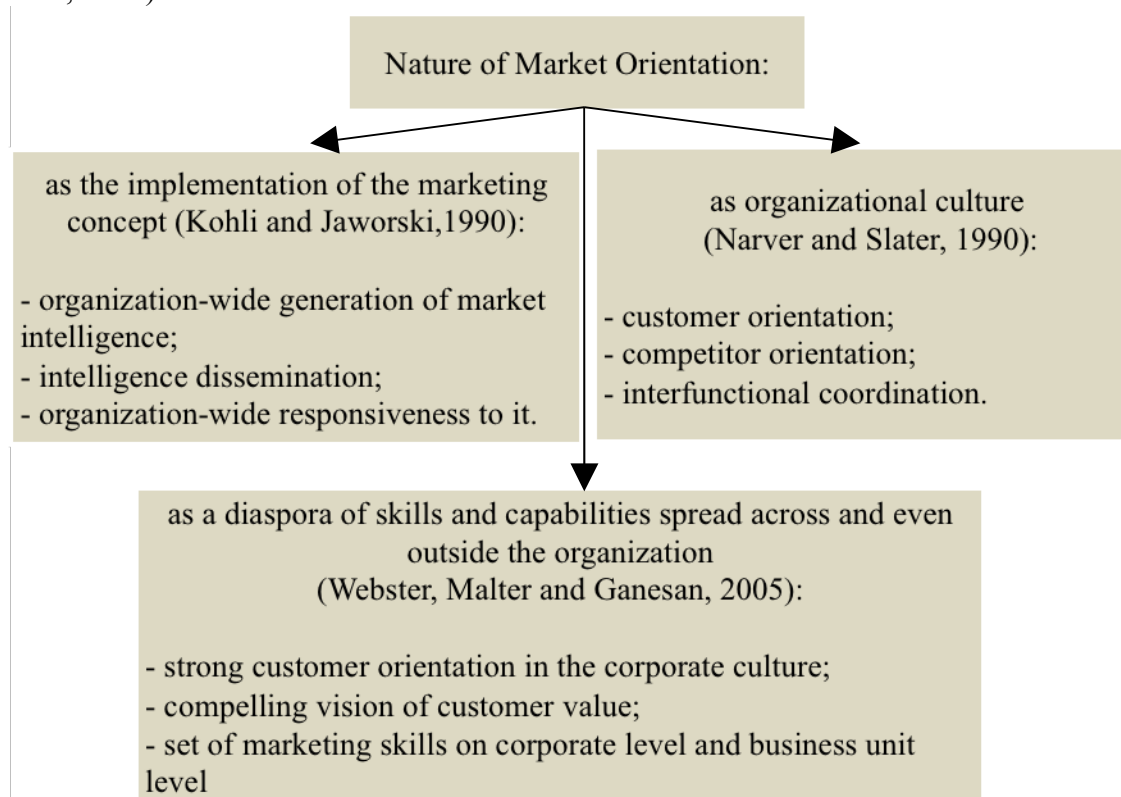 Nature of Market Orientation:
as the implementation of the marketing
concept (Kohli and Jaworski,1990):
- organization-wide generation of market
intelligence;
- intelligence dissemination;
- organization-wide responsiveness to it.
as organizational culture
(Narver and Slater, 1990):
- customer orientation;
- competitor orientation;
- interfunctional coordination.
as a diaspora of skills and capabilities spread across and even
outside the organization
(Webster, Malter and Ganesan, 2005):
- strong customer orientation in the corporate culture;
- compelling vision of customer value;
- set of marketing skills on corporate level and business unit
level